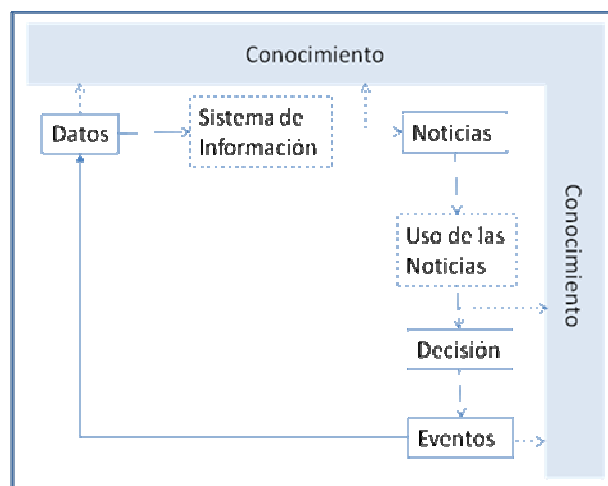 Conocimiento
Datos
Sistema de
Información
Noticias
Conocimiento
Uso de las
Noticias
Decisión
Eventos